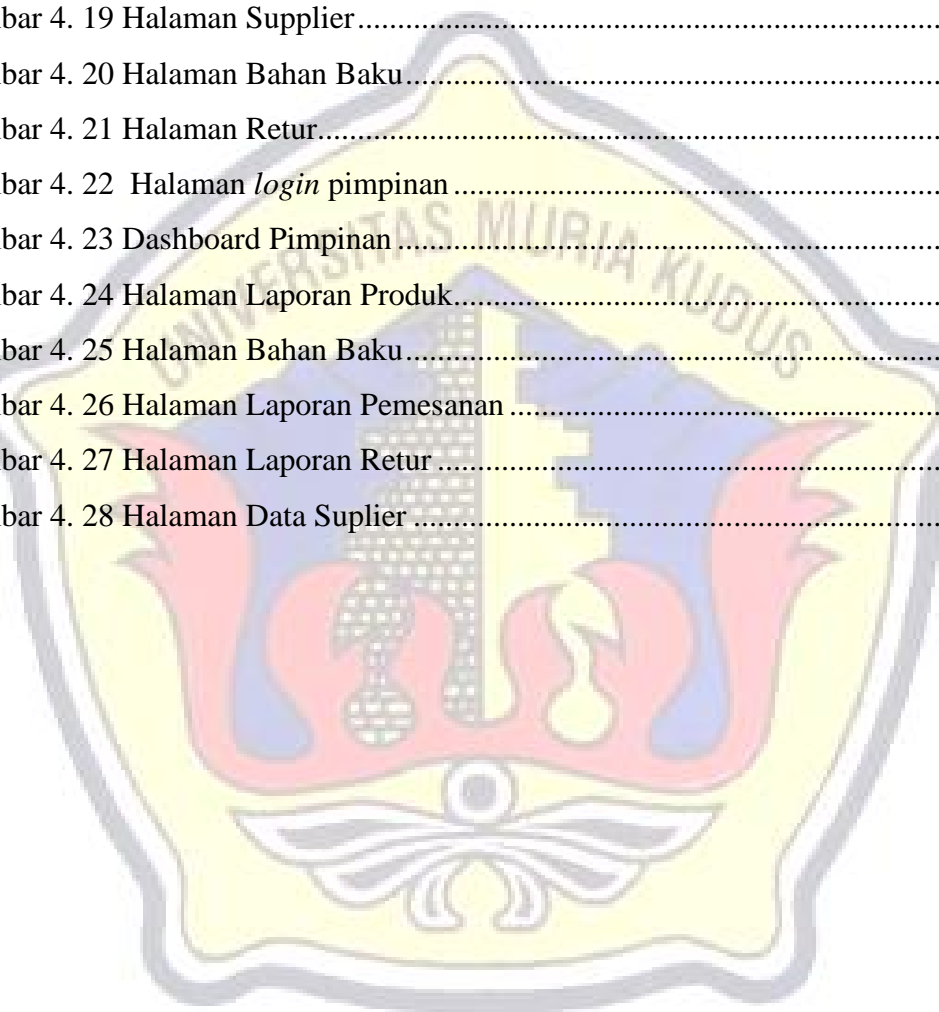 bar 4. 19 Halaman Supplier........................................................
bar 4. 20 Halaman Bahan Baku........................................................
bar 4. 21 Halaman Retur........................................................
bar 4. 22  Halaman login pimpinan........................................................
bar 4. 23 Dashboard Pimpinan........................................................
bar 4. 24 Halaman Laporan Produk........................................................
bar 4. 25 Halaman Bahan Baku........................................................
bar 4. 26 Halaman Laporan Pemesanan........................................................
bar 4. 27 Halaman Laporan Retur........................................................
bar 4. 28 Halaman Data Suplier........................................................
UNIVERSITAS MURIA KUDUS